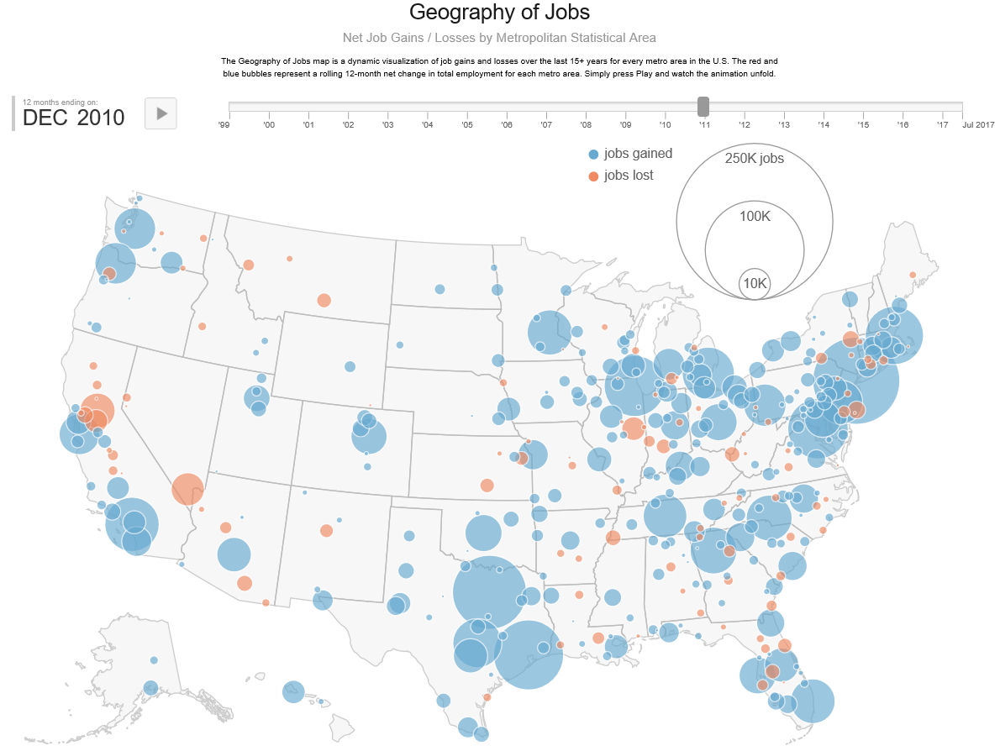 Geography of Jobs
Net Job Gains / Losses by Metropolitan Statistical Area
The Geography of Jobs map is a dynamic visualization of job gains and losses over the last 15+ years for every metro area in the U.S. The red and
blue bubbles represent a rolling 12-month net change in total employment for each metro area. Simply press Play and watch the animation unfold.
12 months ending on:
DEC 2010
'99 '00 '01 '02 '03 '04 '05 '06 '07 '08 '09 '10 '11 '12 '13 '14 '15 '16 '17 Jul 2017
jobs gained
jobs lost
250K jobs
100K
10K